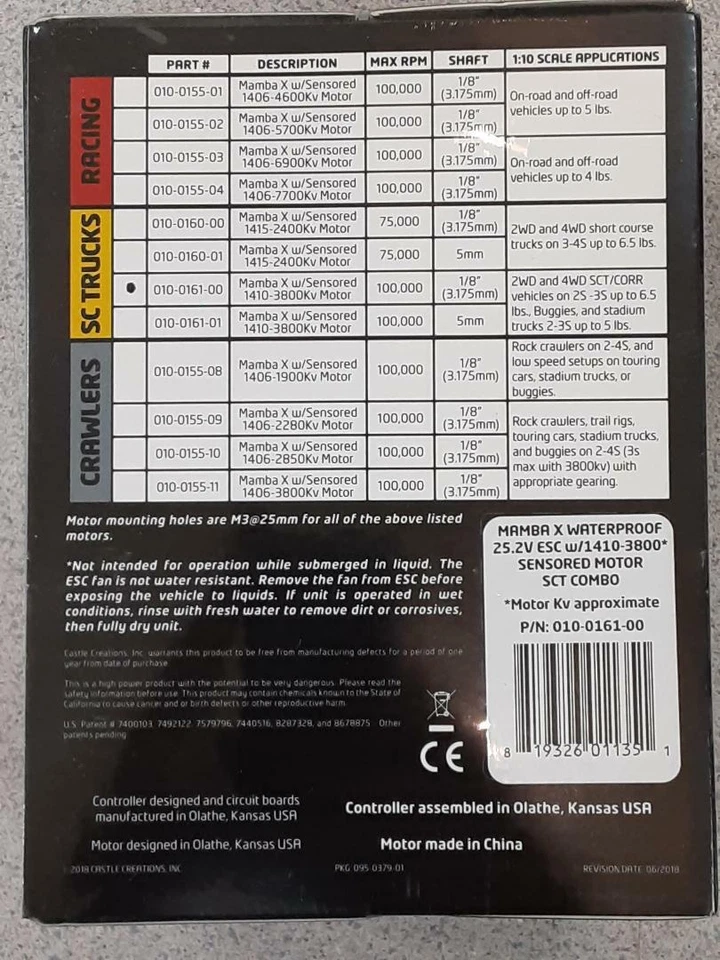 PART # DESCRIPTION MAX RPM SHAFT 1:10 SCALE APPLICATIONS
RACING
010-0155-01 Mamba X w/Sensored 1406-4600Kv Motor 100,000 1/8" (3.175mm)
010-0155-02 Mamba X w/Sensored 1406-5700Kv Motor 100,000 1/8" (3.175mm)
On-road and off-road
vehicles up to 5 lbs.
010-0155-03 Mamba X w/Sensored 1406-6900Kv Motor 100,000 1/8" (3.175mm)
010-0155-04 Mamba X w/Sensored 1406-7700Kv Motor 100,000 1/8" (3.175mm)
On-road and off-road
vehicles up to 4 lbs.
SC TRUCKS
010-0160-00 Mamba X w/Sensored 1415-2400Kv Motor 75,000 1/8" (3.175mm)
010-0160-01 Mamba X w/Sensored 1415-2400Kv Motor 75,000 5mm
2WD and 4WD short course
trucks on 3-4S up to 6.5 lbs.
010-0161-00 Mamba X w/Sensored 1410-3800Kv Motor 100,000 1/8" (3.175mm)
010-0161-01 Mamba X w/Sensored 1410-3800Kv Motor 100,000 5mm
2WD and 4WD SCT/CORR
vehicles on 2S -3S up to 6.5
lbs., Buggies, and stadium
trucks 2-3S up to 5 lbs.
CRAWLERS
010-0155-08 Mamba X w/Sensored 1406-1900Kv Motor 100,000 1/8" (3.175mm)
Rock crawlers on 2-4S, and
low speed setups on touring
cars, stadium trucks, or
buggies.
010-0155-09 Mamba X w/Sensored 1406-2280Kv Motor 100,000 1/8" (3.175mm)
010-0155-10 Mamba X w/Sensored 1406-2850Kv Motor 100,000 1/8" (3.175mm)
010-0155-11 Mamba X w/Sensored 1406-3800Kv Motor 100,000 1/8" (3.175mm)
Rock crawlers, trail rigs,
touring cars, stadium trucks,
and buggies on 2-4S (3s
max with 3800kv) with
appropriate gearing.
Motor mounting holes are M3@25mm for all of the above listed
motors.
*Not intended for operation while submerged in liquid. The
ESC fan is not water resistant. Remove the fan from ESC before
exposing the vehicle to liquids. If unit is operated in wet
conditions, rinse with fresh water to remove dirt or corrosives,
then fully dry unit.
Castle Creations, Inc. warrants this product to be free from manufacturing defects for a period of one
year from date of purchase
This is a high power product with the potential to be very dangerous. Please read the
safety information before use. This product may contain chemicals known to the State of
California to cause cancer and or birth defects or other reproductive harm.
U.S. Patent # 7400103, 7492122, 7579796, 7440516, 8287329, and 8678875 Other
patents pending
MAMBA X WATERPROOF
25.2V ESC w/1410-3800*
SENSORED MOTOR
SCT COMBO
*Motor Kv approximate
P/N: 010-0161-00
8 19326 01135 1
CE
Controller designed and circuit boards
manufactured in Olathe, Kansas USA
Motor designed in Olathe, Kansas USA
Controller assembled in Olathe, Kansas USA
Motor made in China
2018 CASTLE CREATIONS, INC PKG 095-0379-01 REVISION DATE 06/2018